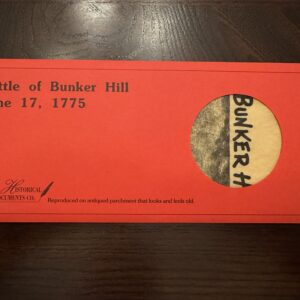 ttle of Bunker Hill
ne 17, 1775
BUNKER H
HISTORICAL
OCUMENTS CO.
Reproduced on antiqued parchment that looks and feels old.